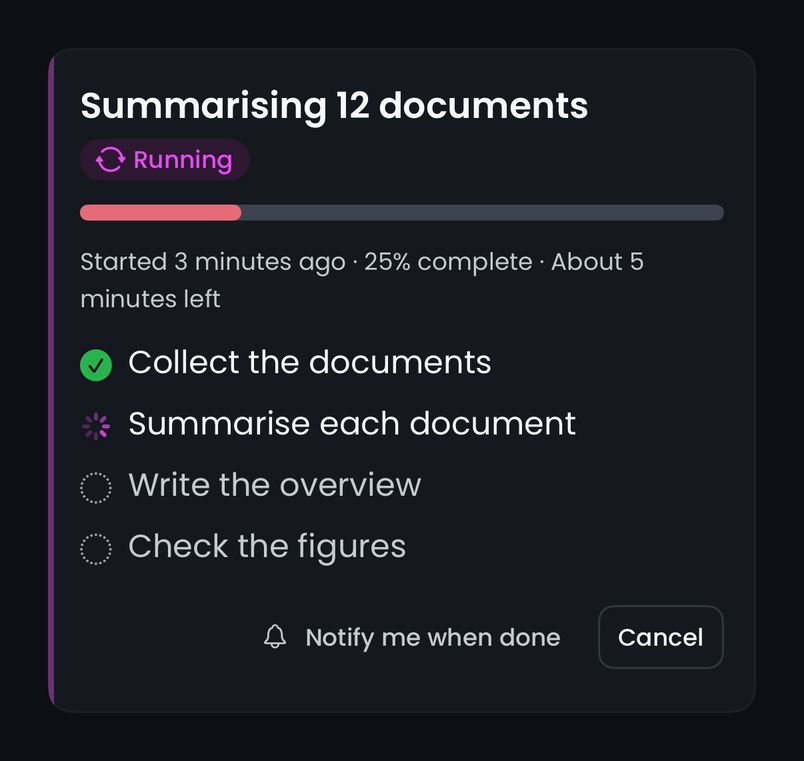 Summarising 12 documents
Running
Started 3 minutes ago · 25% complete · About 5
minutes left
Collect the documents
Summarise each document
Write the overview
Check the figures
Notify me when done
Cancel